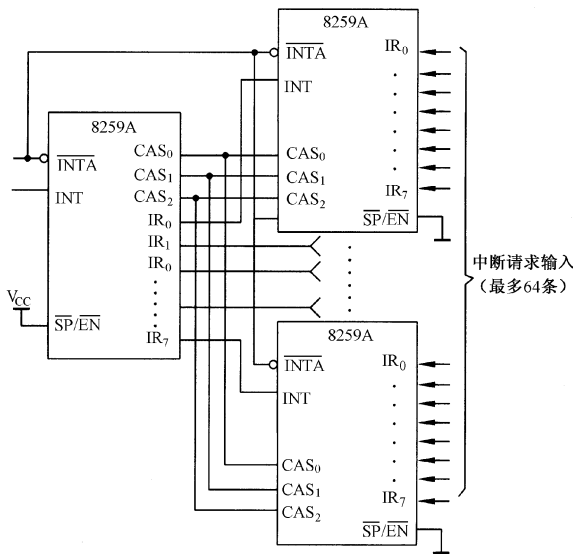 8259A
INTA
INT
CAS0
CAS1
CAS2
IR0
IR1
IR0
IR7
VCC
SP/EN
8259A
INTA
INT
CAS0
CAS1
CAS2
IR0
IR7
SP/EN
8259A
INTA
INT
CAS0
CAS1
CAS2
IR0
IR7
SP/EN
中断请求输入
（最多64条）